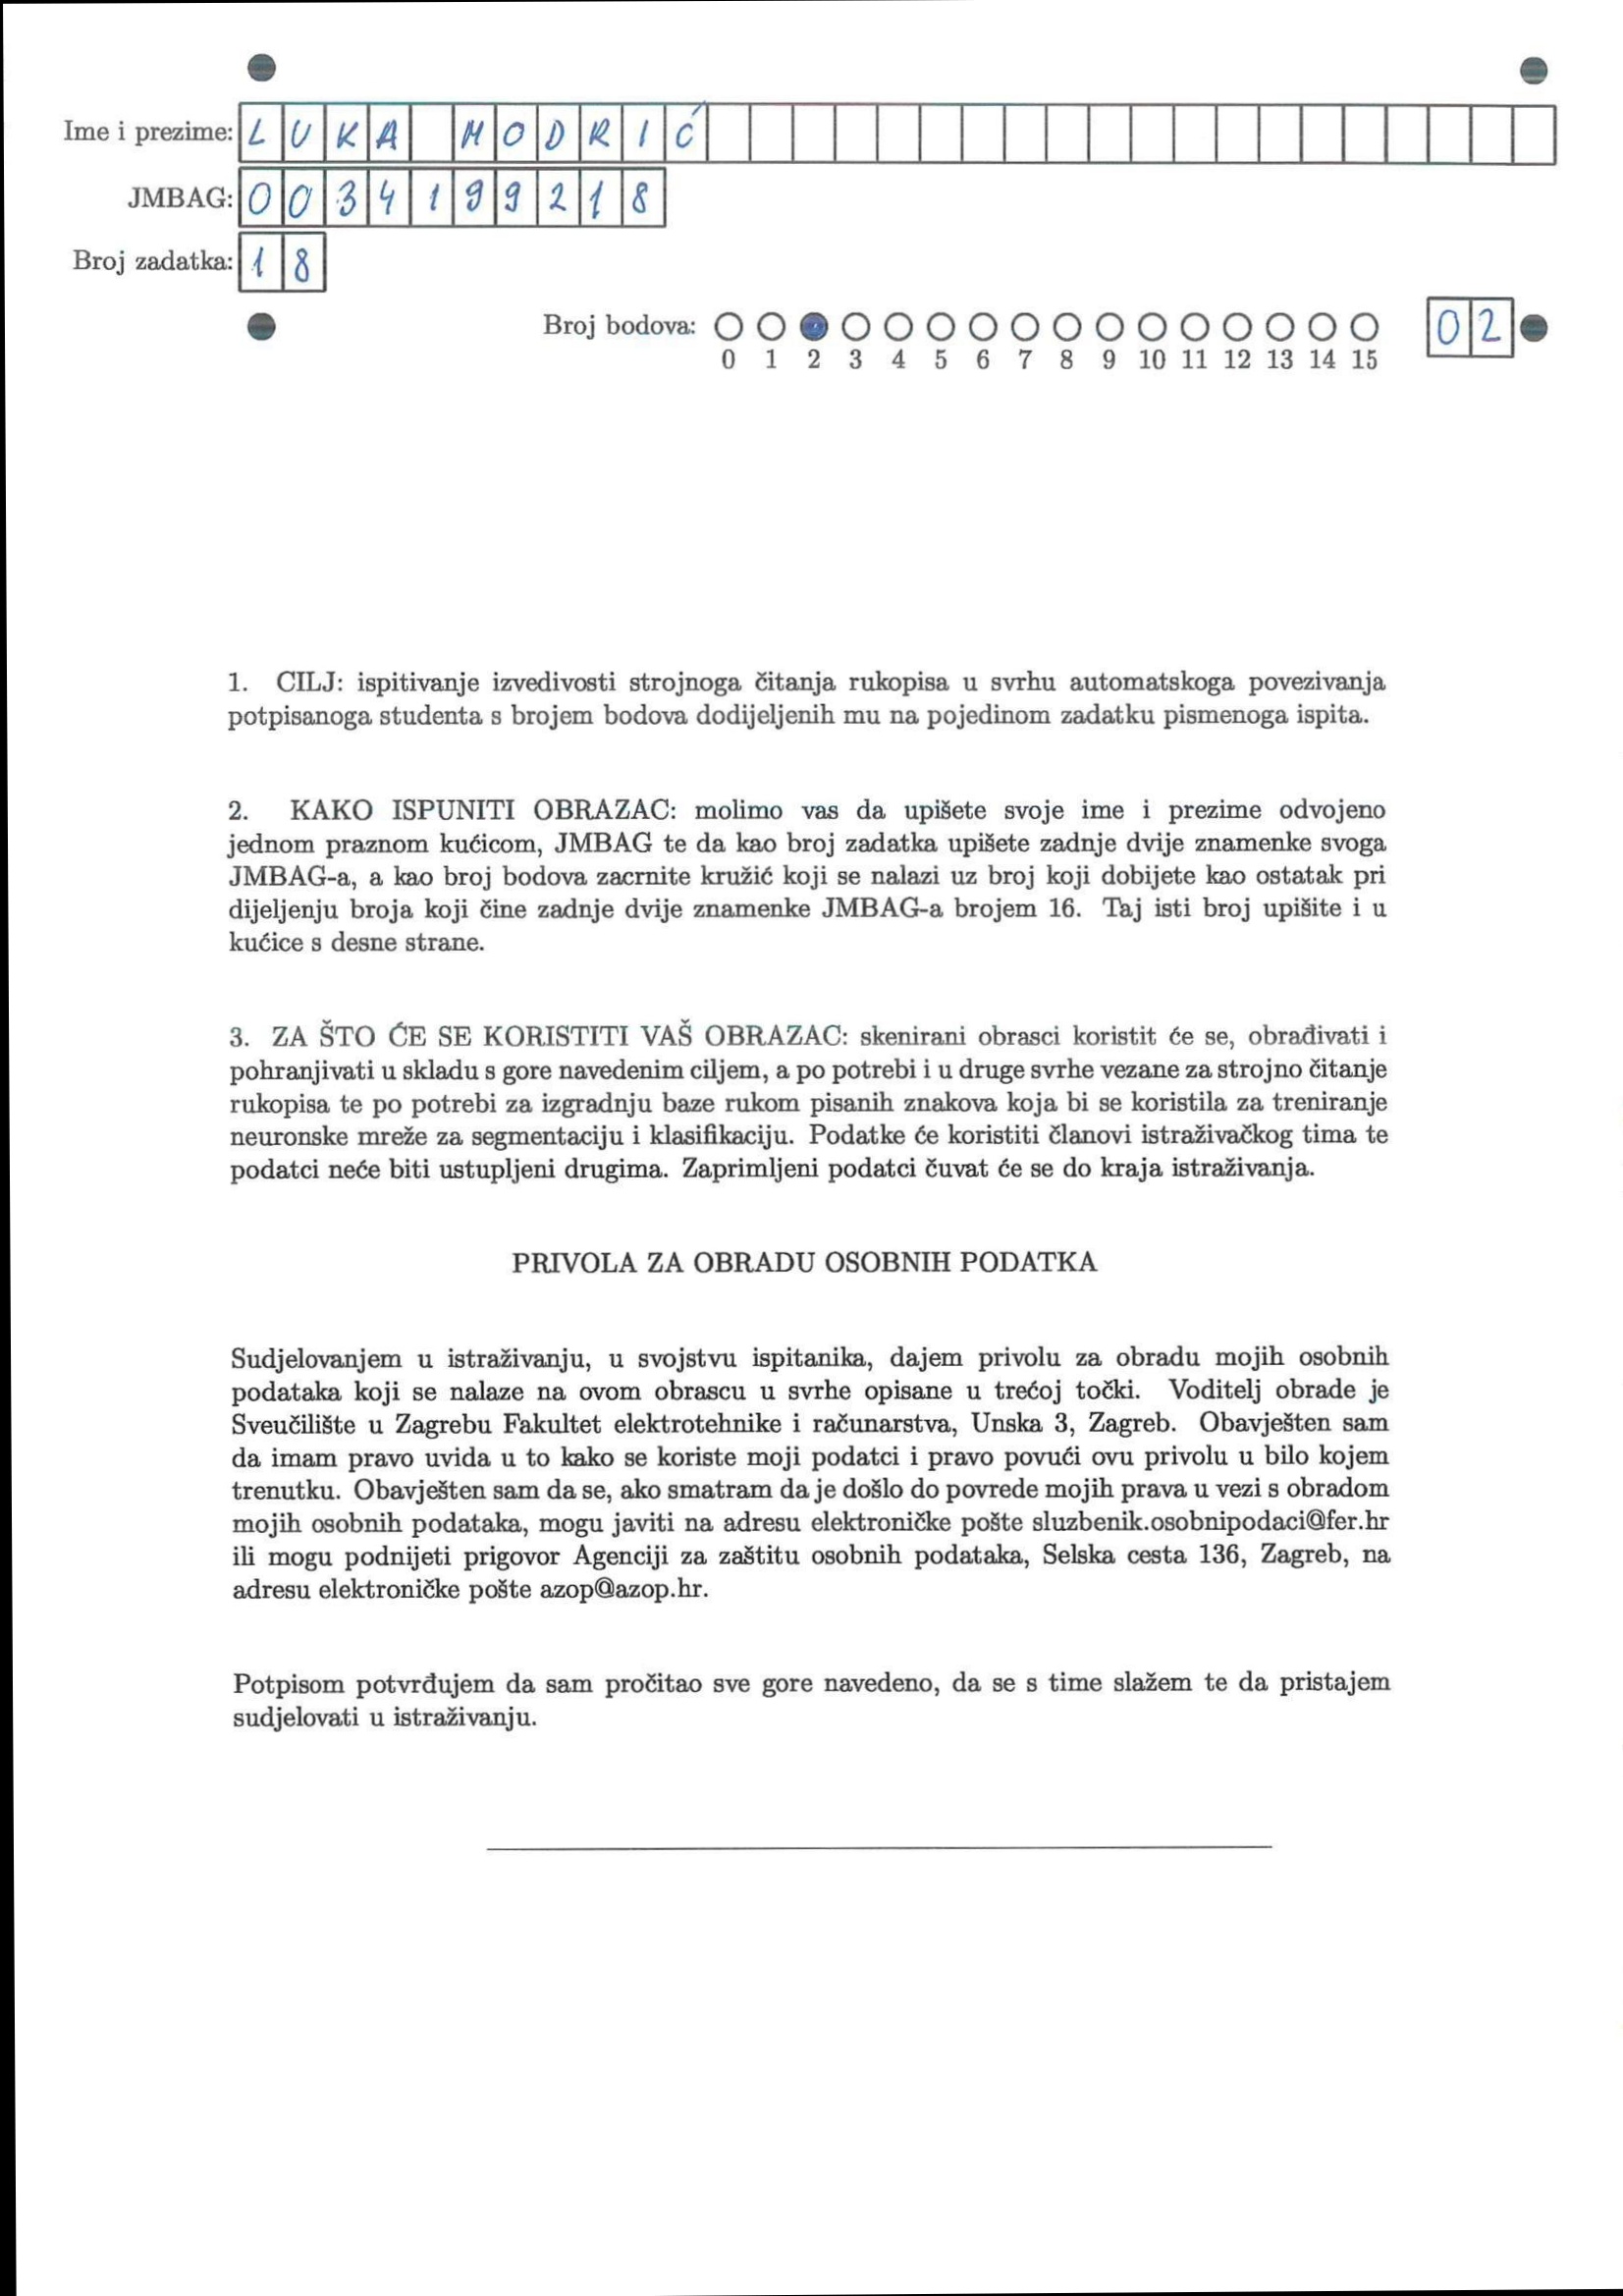 Ime i prezime: LUKA MODRIĆ
JMBAG: 0034199218
Broj zadatka: 18
Broj bodova: 02
0 1 2 3 4 5 6 7 8 9 10 11 12 13 14 15
1. CILJ: ispitivanje izvedivosti strojnoga čitanja rukopisa u svrhu automatskoga povezivanja
potpisanoga studenta s brojem bodova dodijeljenih mu na pojedinom zadatku pismenoga ispita.
2. KAKO ISPUNITI OBRAZAC: molimo vas da upišete svoje ime i prezime odvojeno
jednom praznom kućicom, JMBAG te da kao broj zadatka upišete zadnje dvije znamenke svoga
JMBAG-a, a kao broj bodova zacrnite kružić koji se nalazi uz broj koji dobijete kao ostatak pri
dijeljenju broja koji čine zadnje dvije znamenke JMBAG-a brojem 16. Taj isti broj upišite i u
kućice s desne strane.
3. ZA ŠTO ĆE SE KORISTITI VAŠ OBRAZAC: skenirani obrasci koristit će se, obrađivati i
pohranjivati u skladu s gore navedenim ciljem, a po potrebi i u druge svrhe vezane za strojno čitanje
rukopisa te po potrebi za izgradnju baze rukom pisanih znakova koja bi se koristila za treniranje
neuronske mreže za segmentaciju i klasifikaciju. Podatke će koristiti članovi istraživačkog tima te
podatci neće biti ustupljeni drugima. Zaprimljeni podatci čuvat će se do kraja istraživanja.
PRIVOLA ZA OBRADU OSOBNIH PODATKA
Sudjelovanjem u istraživanju, u svojstvu ispitanika, dajem privolu za obradu mojih osobnih
podataka koji se nalaze na ovom obrascu u svrhe opisane u trećoj točki. Voditelj obrade je
Sveučilište u Zagrebu Fakultet elektrotehnike i računarstva, Unska 3, Zagreb. Obavješten sam
da imam pravo uvida u to kako se koriste moji podatci i pravo povući ovu privolu u bilo kojem
trenutku. Obavješten sam da se, ako smatram da je došlo do povrede mojih prava u vezi s obradom
mojih osobnih podataka, mogu javiti na adresu elektroničke pošte sluzbenik.osobnipodaci@fer.hr
ili mogu podnijeti prigovor Agenciji za zaštitu osobnih podataka, Selska cesta 136, Zagreb, na
adresu elektroničke pošte azop@azop.hr.
Potpisom potvrđujem da sam pročitao sve gore navedeno, da se s time slažem te da pristajem
sudjelovati u istraživanju.